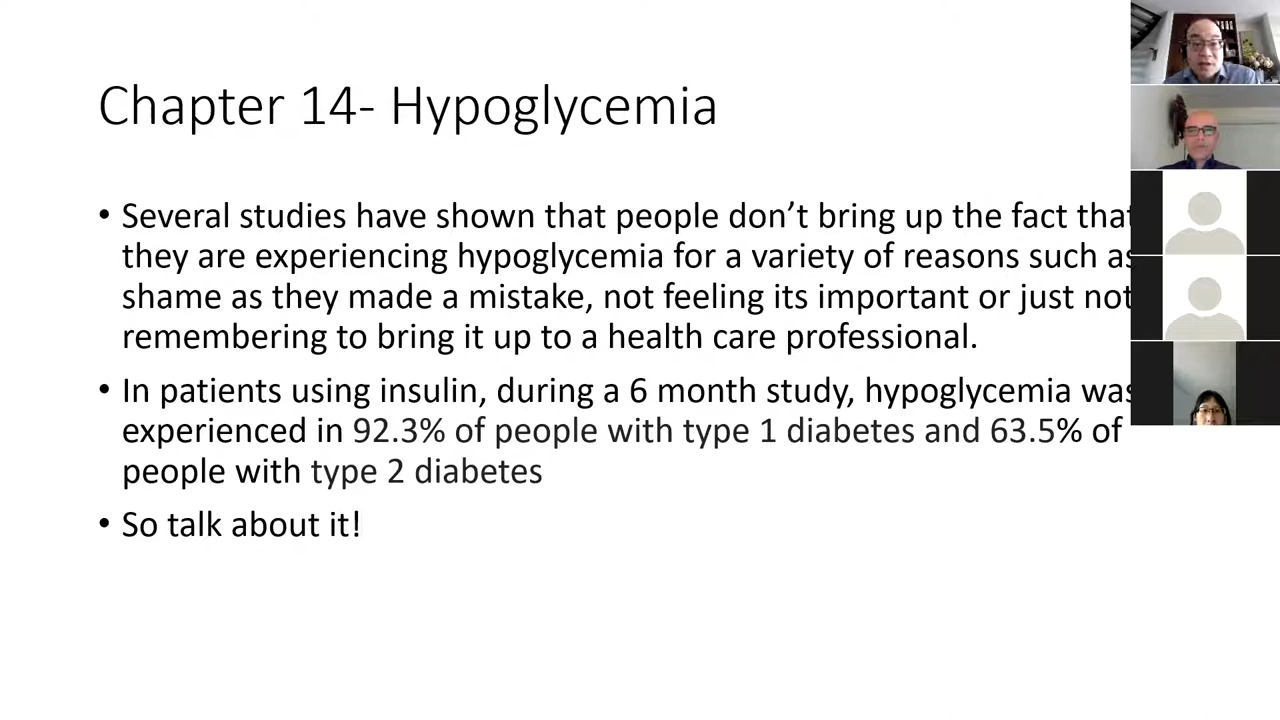 Chapter 14- Hypoglycemia
• Several studies have shown that people don’t bring up the fact that
they are experiencing hypoglycemia for a variety of reasons such as
shame as they made a mistake, not feeling its important or just not
remembering to bring it up to a health care professional.
• In patients using insulin, during a 6 month study, hypoglycemia was
experienced in 92.3% of people with type 1 diabetes and 63.5% of
people with type 2 diabetes
• So talk about it!